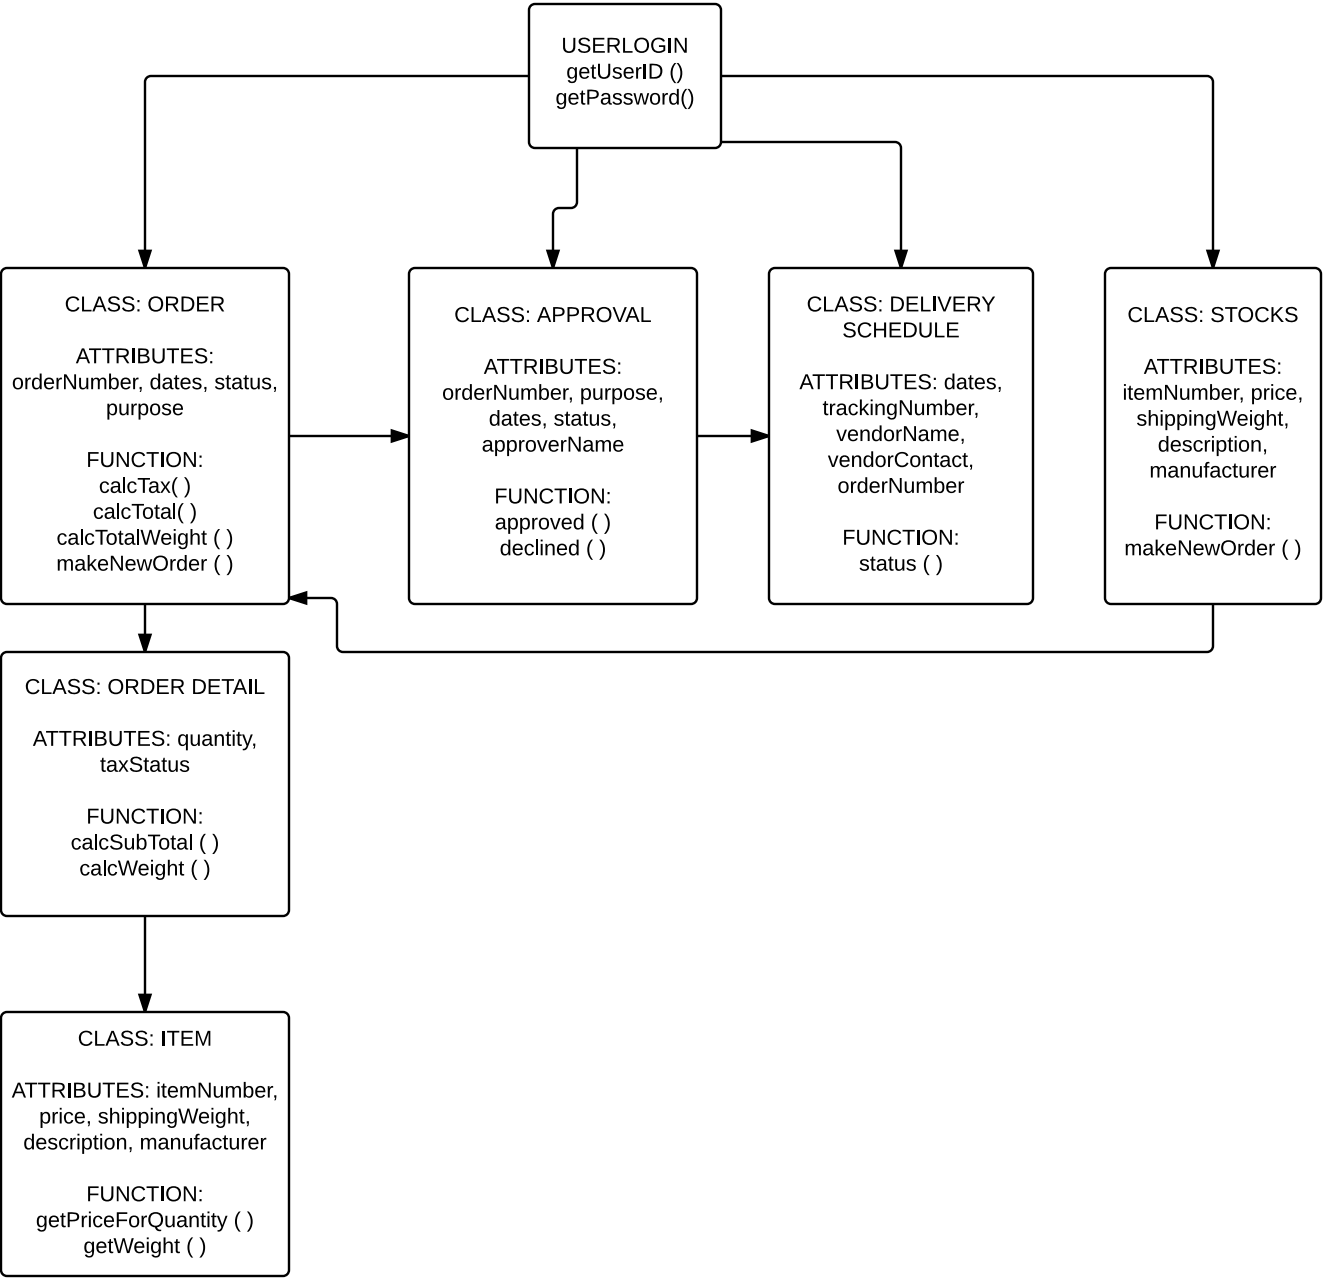 USERLOGIN
getUserID ()
getPassword()
CLASS: ORDER
ATTRIBUTES:
orderNumber, dates, status,
purpose
FUNCTION:
calcTax( )
calcTotal( )
calcTotalWeight ( )
makeNewOrder ( )
CLASS: APPROVAL
ATTRIBUTES:
orderNumber, purpose,
dates, status,
approverName
FUNCTION:
approved ( )
declined ( )
CLASS: DELIVERY
SCHEDULE
ATTRIBUTES: dates,
trackingNumber,
vendorName,
vendorContact,
orderNumber
FUNCTION:
status ( )
CLASS: STOCKS
ATTRIBUTES:
itemNumber, price,
shippingWeight,
description,
manufacturer
FUNCTION:
makeNewOrder ( )
CLASS: ORDER DETAIL
ATTRIBUTES: quantity,
taxStatus
FUNCTION:
calcSubTotal ( )
calcWeight ( )
CLASS: ITEM
ATTRIBUTES: itemNumber,
price, shippingWeight,
description, manufacturer
FUNCTION:
getPriceForQuantity ( )
getWeight ( )